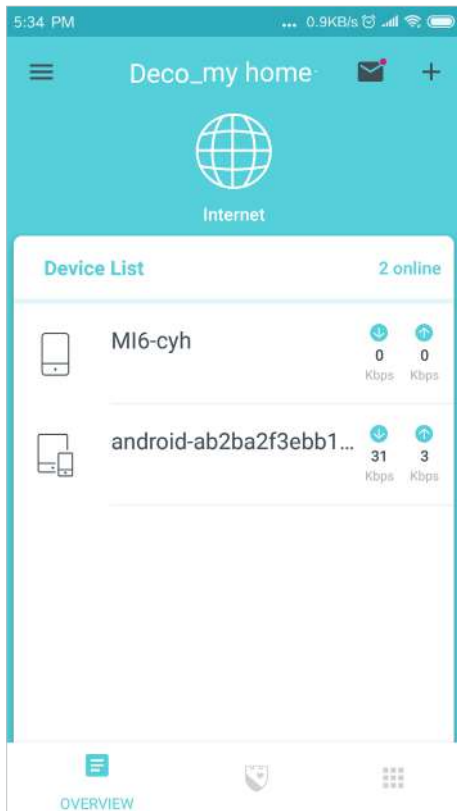 5:34 PM ... 0.9KB/s
Deco_my home
Internet
Device List 2 online
MI6-cyh 0 Kbps 0 Kbps
android-ab2ba2f3ebb1... 31 Kbps 3 Kbps
OVERVIEW